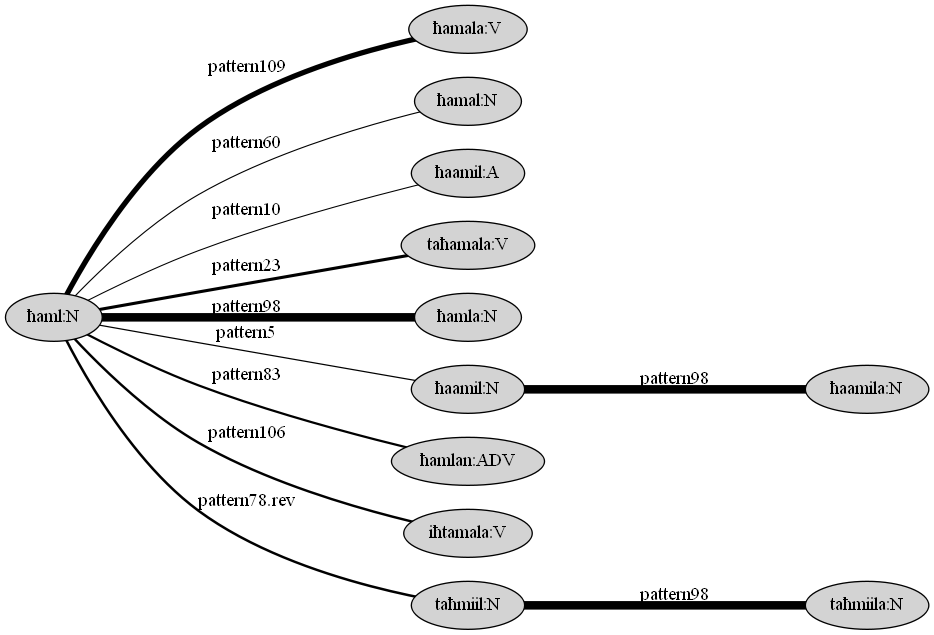 ħamala:V
pattern109
ħamal:N
pattern60
ħaamil:A
pattern10
taħamala:V
pattern23
ħaml:N
pattern98
ħamla:N
pattern5
ħaamil:N
pattern98
ħaamila:N
pattern83
ħamlan:ADV
pattern106
iħtamala:V
pattern78.rev
taħmiil:N
pattern98
taħmiila:N